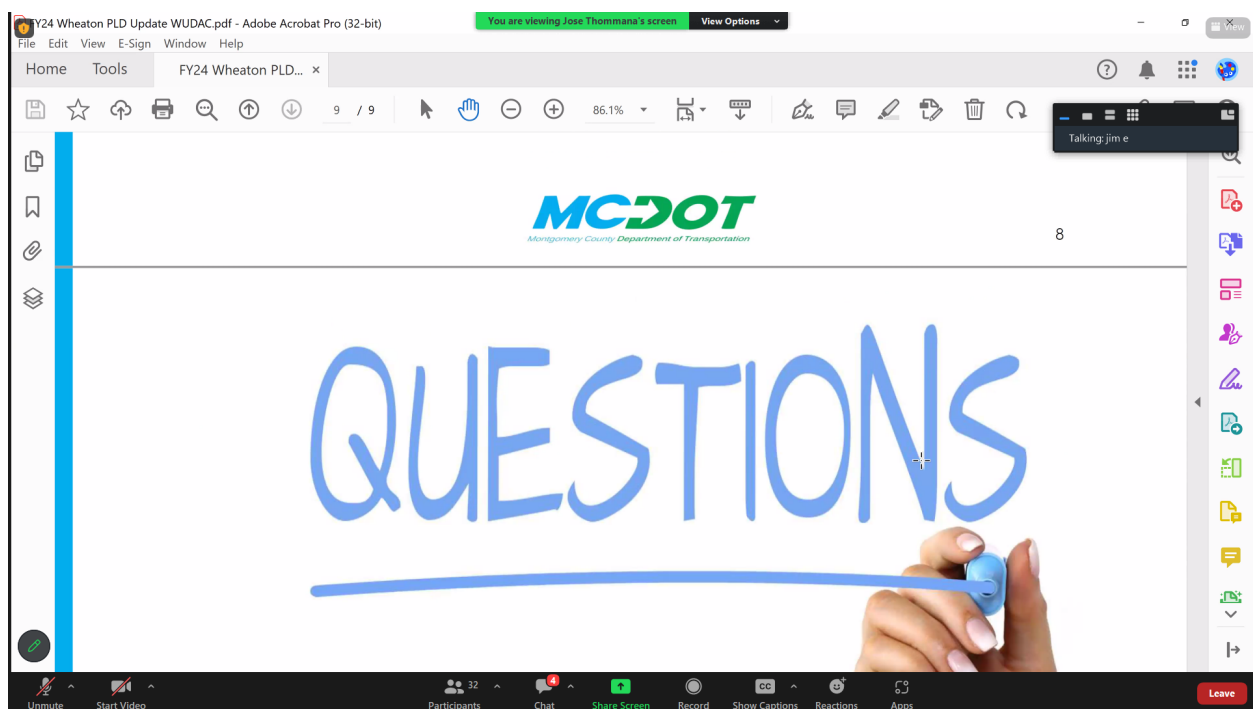 FY24 Wheaton PLD Update WUDAC.pdf - Adobe Acrobat Pro (32-bit)
You are viewing Jose Thommana's screen
View Options
View
File Edit View E-Sign Window Help
Home Tools FY24 Wheaton PLD... ×
9 / 9
86.1%
Talking: jim e
MCDOT
Montgomery County Department of Transportation
8
QUESTIONS
32
4
CC
Unmute Start Video Participants Chat Share Screen Record Show Captions Reactions Apps
Leave